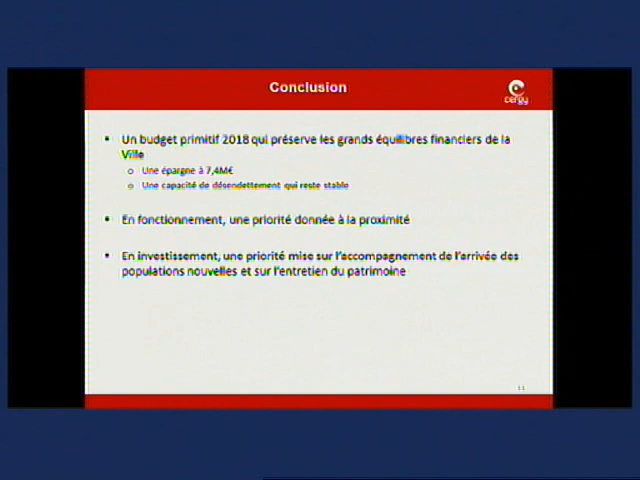 Conclusion
cergy
• Un budget primitif 2018 qui préserve les grands équilibres financiers de la
Ville
o Une épargne à 7,4M€
o Une capacité de désendettement qui reste stable
• En fonctionnement, une priorité donnée à la proximité
• En investissement, une priorité mise sur l'accompagnement de l'arrivée des
populations nouvelles et sur l'entretien du patrimoine
11